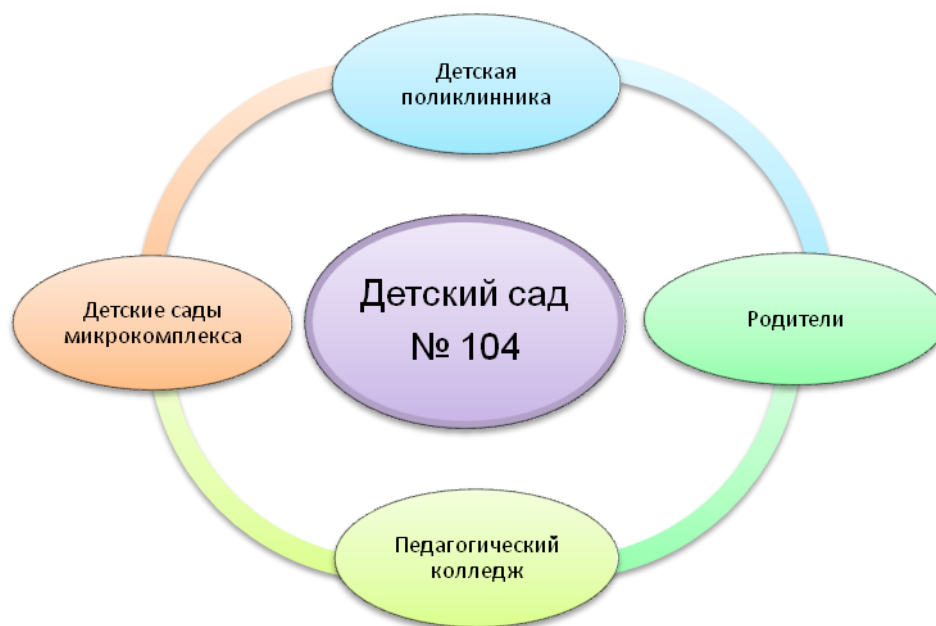 Детская
поликлинника
Детские сады
микрокомплекса
Детский сад
№ 104
Родители
Педагогический
колледж